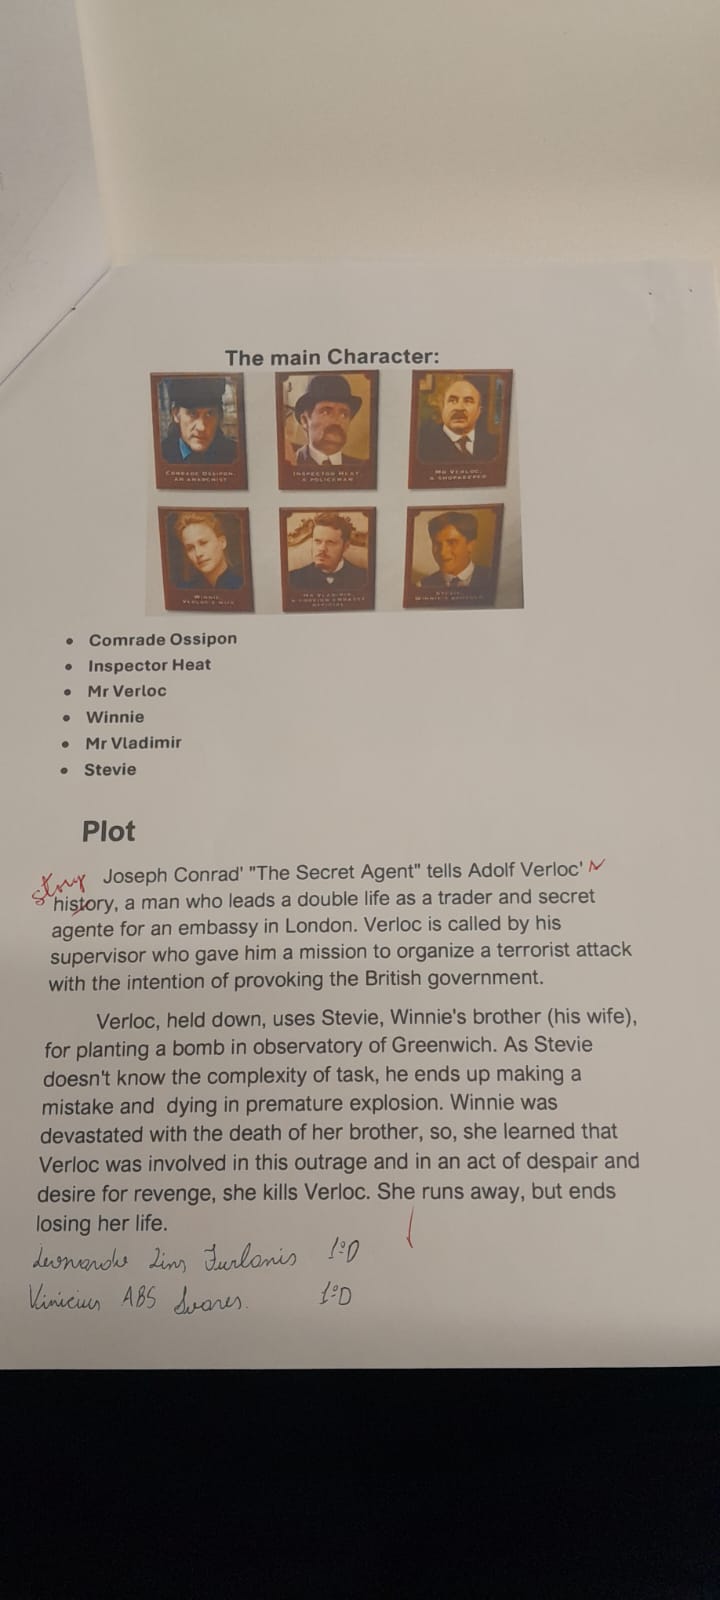 The main Character:
COMRADE OSSIPON,
AN ANARCHIST
INSPECTOR HEAT,
A POLICEMAN
MR VERLOC,
A SHOPKEEPER
WINNIE,
VERLOC'S WIFE
MR VLADIMIR,
A FOREIGN EMBASSY
OFFICIAL
STEVIE,
WINNIE'S BROTHER
• Comrade Ossipon
• Inspector Heat
• Mr Verloc
• Winnie
• Mr Vladimir
• Stevie
Plot
Joseph Conrad' "The Secret Agent" tells Adolf Verloc' s
story
history, a man who leads a double life as a trader and secret
agente for an embassy in London. Verloc is called by his
supervisor who gave him a mission to organize a terrorist attack
with the intention of provoking the British government.
Verloc, held down, uses Stevie, Winnie's brother (his wife),
for planting a bomb in observatory of Greenwich. As Stevie
doesn't know the complexity of task, he ends up making a
mistake and dying in premature explosion. Winnie was
devastated with the death of her brother, so, she learned that
Verloc was involved in this outrage and in an act of despair and
desire for revenge, she kills Verloc. She runs away, but ends
losing her life.
Furlanis 1ºD
Vinicius ABS Soares. 1ºD